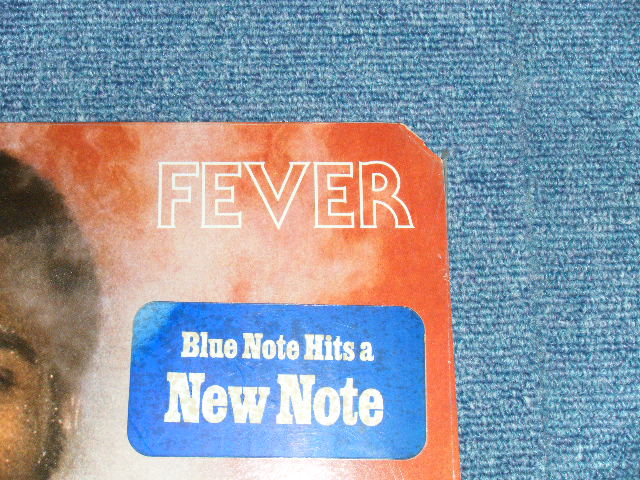 FEVER
Blue Note Hits a
New Note